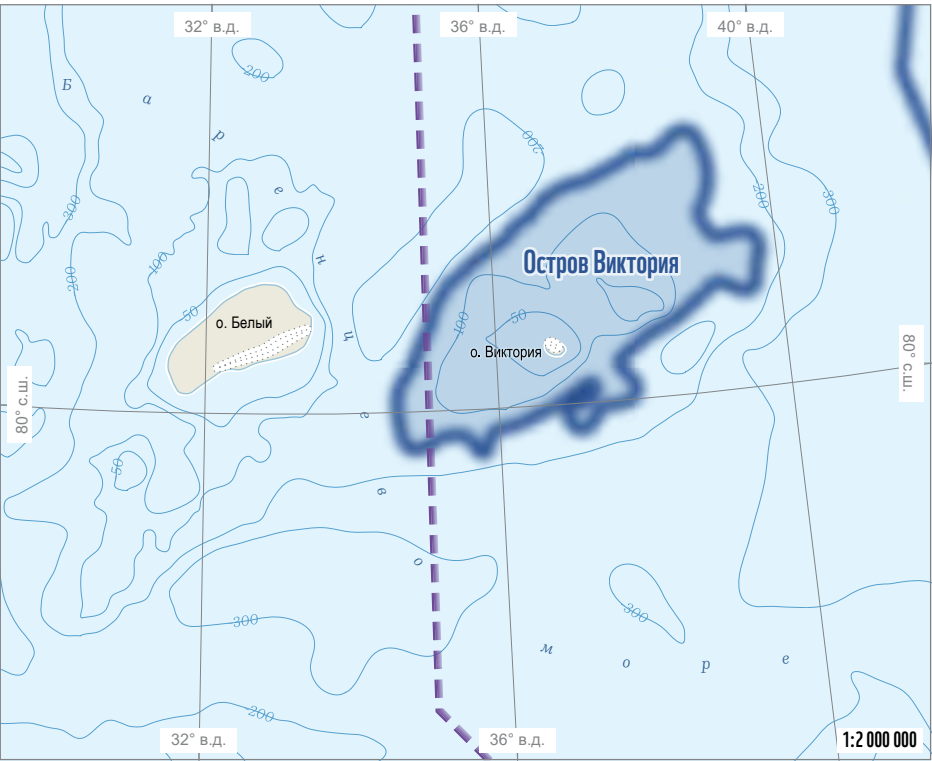 32° в.д.
36° в.д.
40° в.д.
200
Б а р е н ц е в о
200
300
200
300
200
100
Остров Виктория
50
о. Белый
100
50
о. Виктория
80° с.ш.
80° с.ш.
50
300
300
м о р е
200
32° в.д.
36° в.д.
1:2 000 000